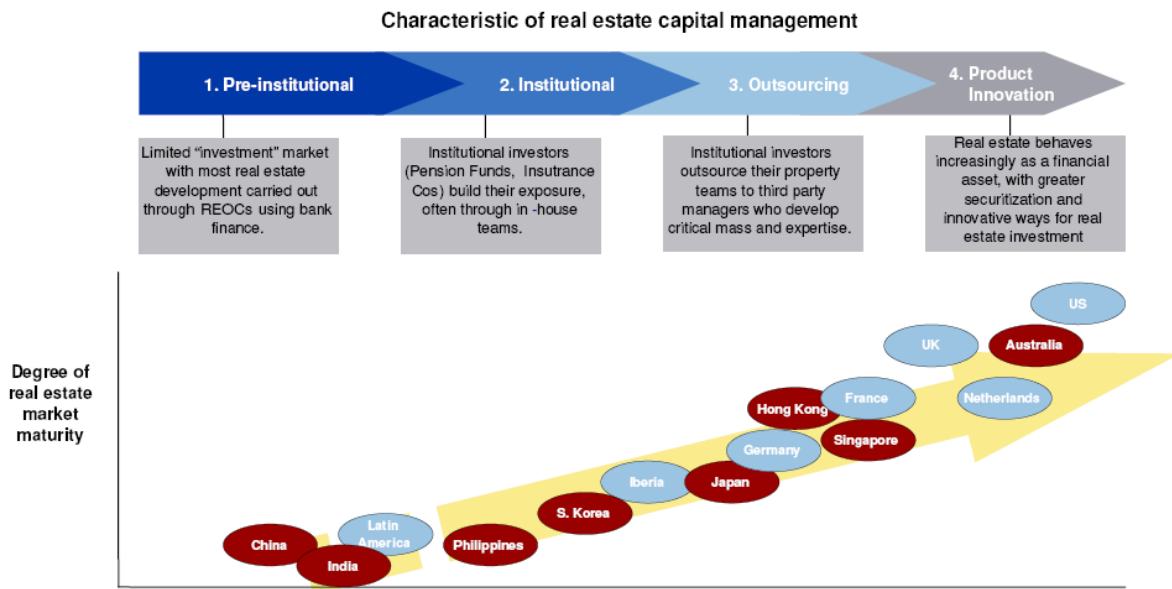 Characteristic of real estate capital management
1. Pre-institutional
2. Institutional
3. Outsourcing
4. Product
Innovation
Limited “investment” market
with most real estate
development carried out
through REOCs using bank
finance.
Institutional investors
(Pension Funds, Insutrance
Cos) build their exposure,
often through in -house
teams.
Institutional investors
outsource their property
teams to third party
managers who develop
critical mass and expertise.
Real estate behaves
increasingly as a financial
asset, with greater
securitization and
innovative ways for real
estate investment
Degree of
real estate
market
maturity
US
UK
Australia
Hong Kong
France
Netherlands
Singapore
Germany
Iberia
Japan
S. Korea
Latin
America
China
Philippines
India